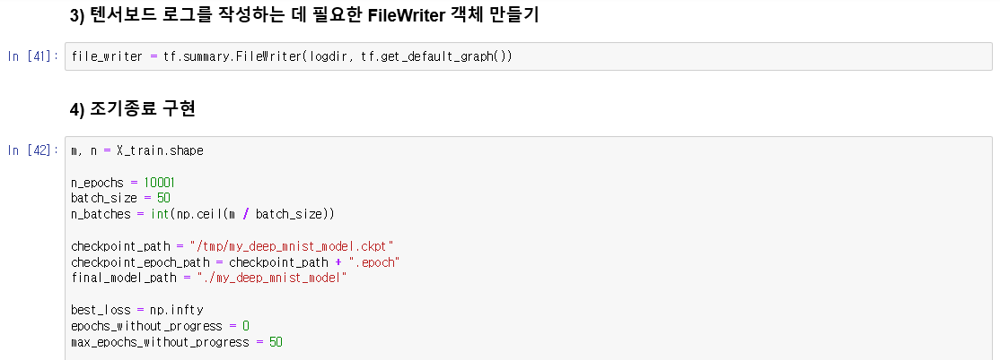 3) 텐서보드 로그를 작성하는 데 필요한 FileWriter 객체 만들기
In [41]: file_writer = tf.summary.FileWriter(logdir, tf.get_default_graph())
4) 조기종료 구현
In [42]: m, n = X_train.shape
n_epochs = 10001
batch_size = 50
n_batches = int(np.ceil(m / batch_size))
checkpoint_path = "/tmp/my_deep_mnist_model.ckpt"
checkpoint_epoch_path = checkpoint_path + ".epoch"
final_model_path = "./my_deep_mnist_model"
best_loss = np.infty
epochs_without_progress = 0
max_epochs_without_progress = 50